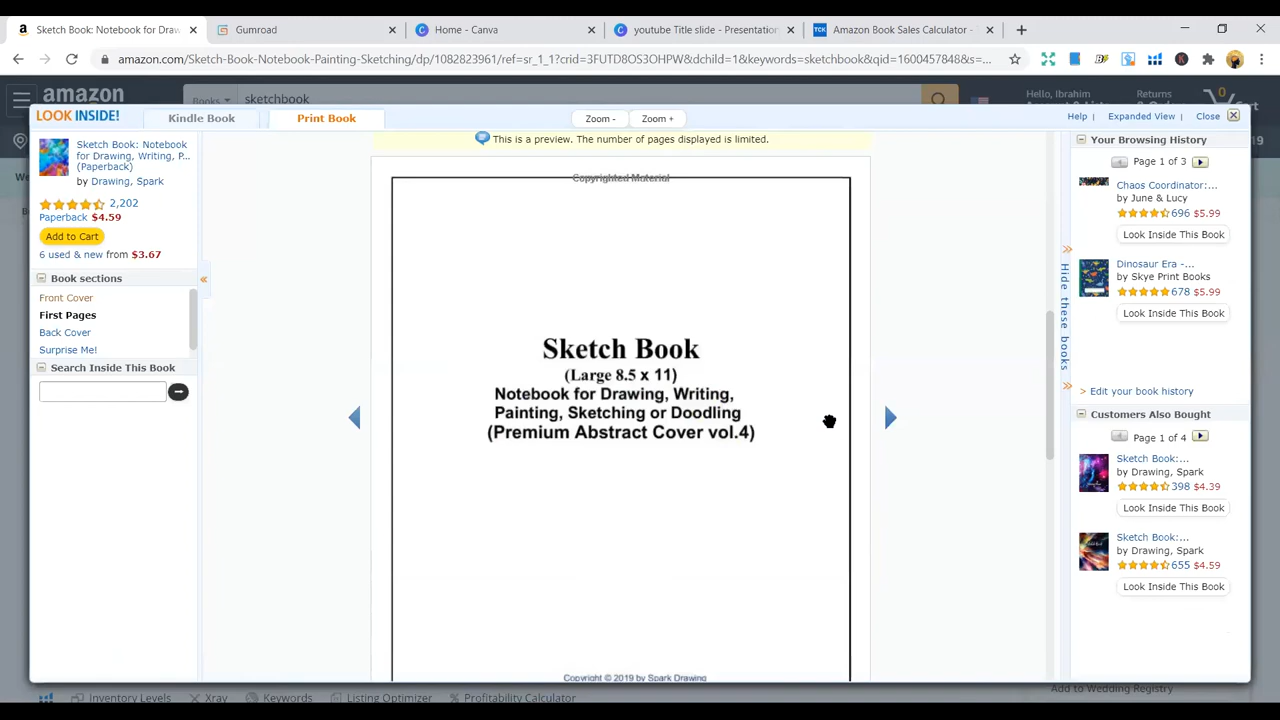 Sketch Book: Notebook for Draw
Gumroad
Home - Canva
youtube Title slide - Presentation
TCK
Amazon Book Sales Calculator -
amazon.com/Sketch-Book-Notebook-Painting-Sketching/dp/1082823961/ref=sr_1_1?crid=3FUTD8OS3OHPW&dchild=1&keywords=sketchbook&qid=1600457848&s=...
amazon
Books
sketchbook
Hello, Ibrahim
Returns
0
LOOK INSIDE!
Kindle Book
Print Book
Zoom -
Zoom +
Help |
Expanded View |
Close
This is a preview. The number of pages displayed is limited.
Sketch Book: Notebook
for Drawing, Writing, P...
(Paperback)
by Drawing, Spark
2,202
Paperback $4.59
Add to Cart
6 used & new from $3.67
Book sections
Front Cover
First Pages
Back Cover
Surprise Me!
Search Inside This Book
Copyrighted Material
Sketch Book
(Large 8.5 x 11)
Notebook for Drawing, Writing,
Painting, Sketching or Doodling
(Premium Abstract Cover vol.4)
Copyright © 2019 by Spark Drawing
Hide these books
Your Browsing History
Page 1 of 3
Chaos Coordinator:...
by June & Lucy
696 $5.99
Look Inside This Book
Dinosaur Era -...
by Skye Print Books
678 $5.99
Look Inside This Book
> Edit your book history
Customers Also Bought
Page 1 of 4
Sketch Book:...
by Drawing, Spark
398 $4.39
Look Inside This Book
Sketch Book:...
by Drawing, Spark
655 $4.59
Look Inside This Book
Add to Wedding Registry
Inventory Levels
Xray
Keywords
Listing Optimizer
Profitability Calculator